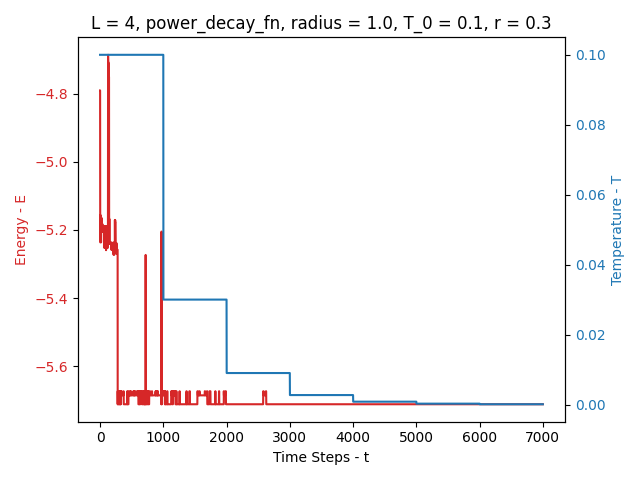 L = 4, power_decay_fn, radius = 1.0, T_0 = 0.1, r = 0.3
Energy - E
−4.8
−5.0
−5.2
−5.4
−5.6
0.10
0.08
0.06
0.04
0.02
0.00
Temperature - T
0 1000 2000 3000 4000 5000 6000 7000
Time Steps - t